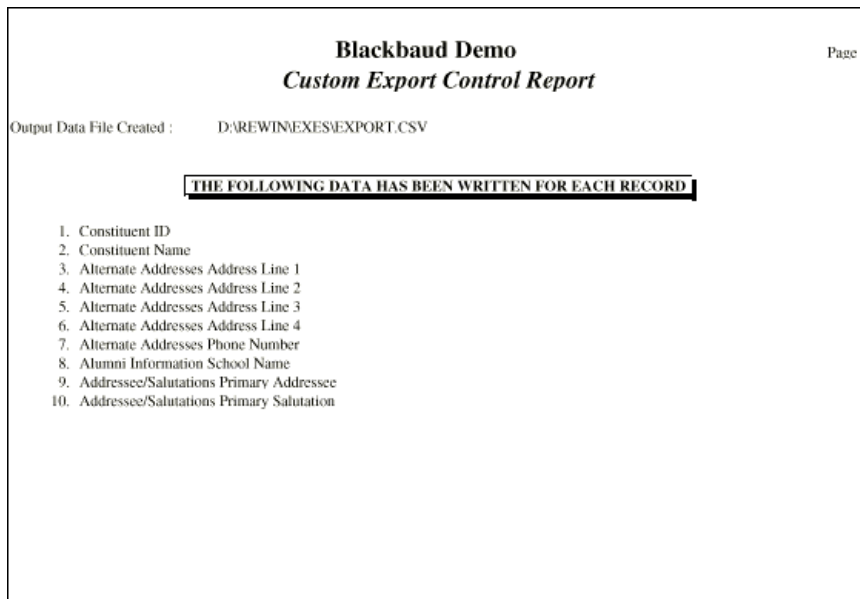 Blackbaud Demo
Page
Custom Export Control Report
Output Data File Created : D:\REWIN\EXES\EXPORT.CSV
THE FOLLOWING DATA HAS BEEN WRITTEN FOR EACH RECORD
1. Constituent ID
2. Constituent Name
3. Alternate Addresses Address Line 1
4. Alternate Addresses Address Line 2
5. Alternate Addresses Address Line 3
6. Alternate Addresses Address Line 4
7. Alternate Addresses Phone Number
8. Alumni Information School Name
9. Addressee/Salutations Primary Addressee
10. Addressee/Salutations Primary Salutation